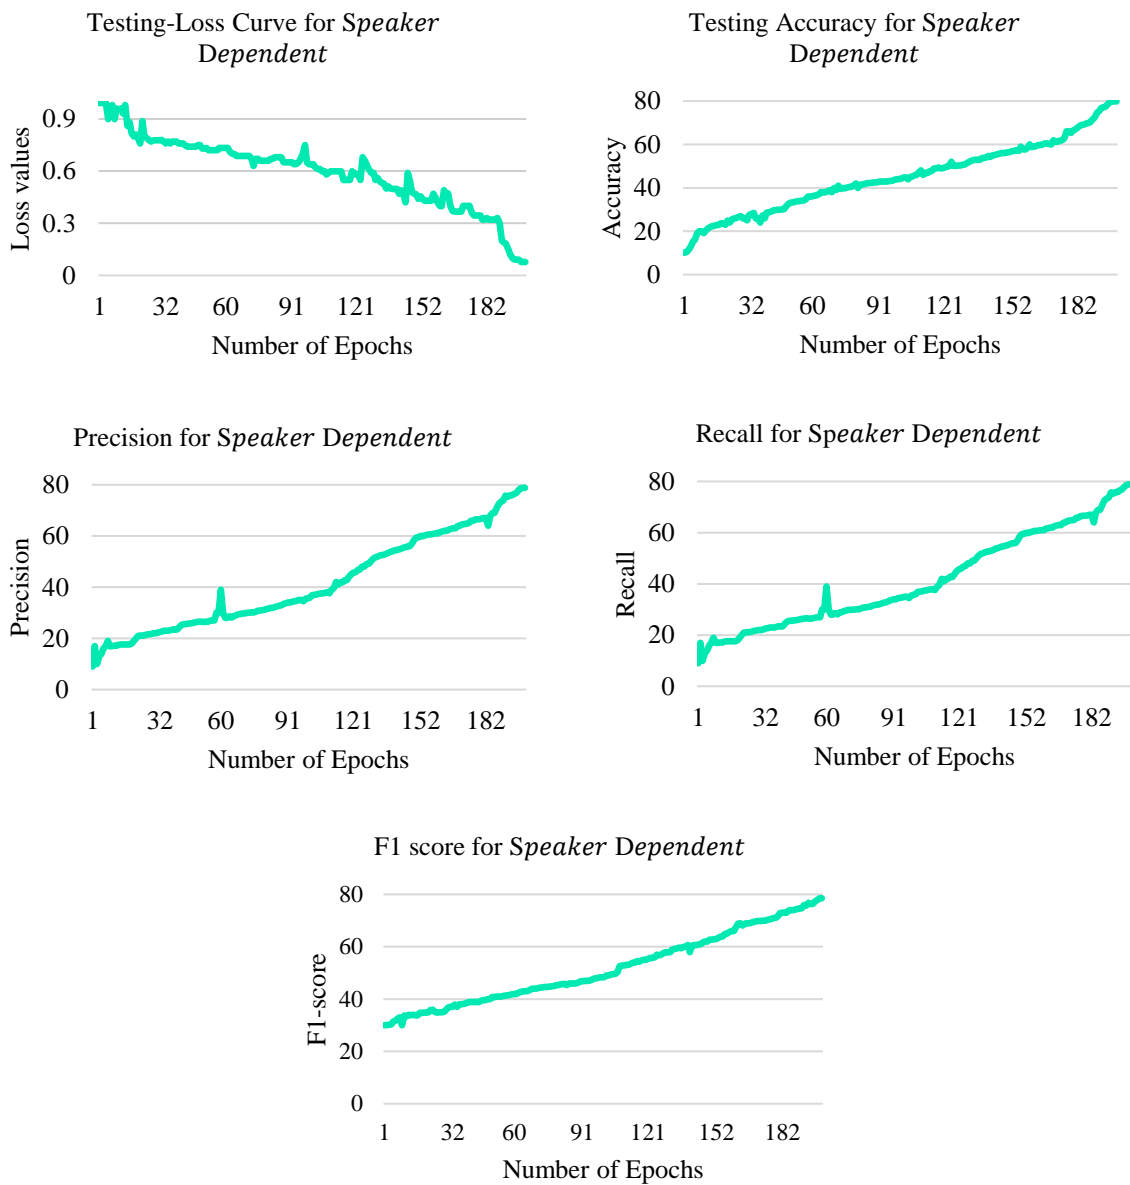 Testing-Loss Curve for Speaker
Dependent
0.9
0.6
0.3
0
Loss values
1 32 60 91 121 152 182
Number of Epochs
Testing Accuracy for Speaker
Dependent
80
60
40
20
0
Accuracy
1 32 60 91 121 152 182
Number of Epochs
Precision for Speaker Dependent
80
60
40
20
0
Precision
1 32 60 91 121 152 182
Number of Epochs
Recall for Speaker Dependent
80
60
40
20
0
Recall
1 32 60 91 121 152 182
Number of Epochs
F1 score for Speaker Dependent
80
60
40
20
0
F1-score
1 32 60 91 121 152 182
Number of Epochs